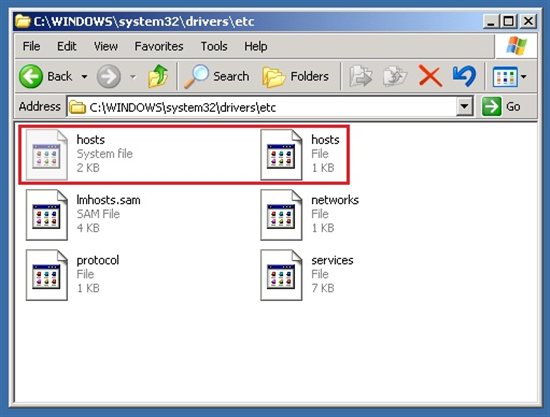 C:\WINDOWS\system32\drivers\etc
File Edit View Favorites Tools Help
Back Search Folders
Address C:\WINDOWS\system32\drivers\etc Go
hosts
System file
2 KB
hosts
File
1 KB
lmhosts.sam
SAM File
4 KB
networks
File
1 KB
protocol
File
1 KB
services
File
7 KB